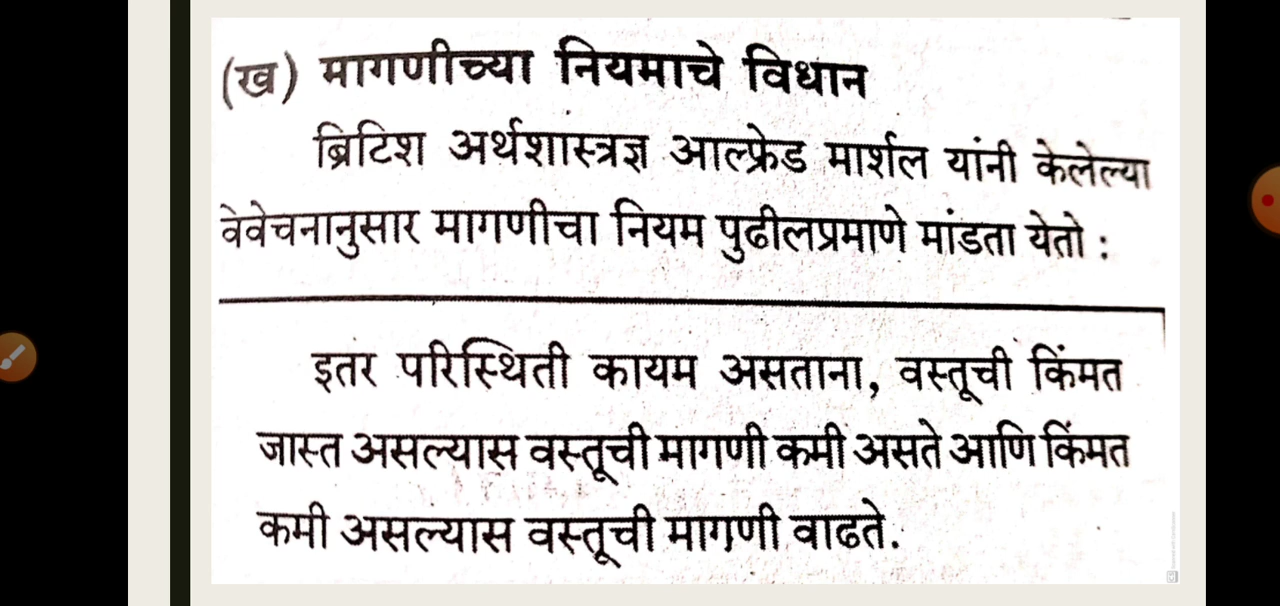 (ख) मागणीच्या नियमाचे विधान
ब्रिटिश अर्थशास्त्रज्ञ आल्फ्रेड मार्शल यांनी केलेल्या
वेवेचनानुसार मागणीचा नियम पुढीलप्रमाणे मांडता येतो :
इतर परिस्थिती कायम असताना, वस्तूची किंमत
जास्त असल्यास वस्तूची मागणी कमी असते आणि किंमत
कमी असल्यास वस्तूची मागणी वाढते.